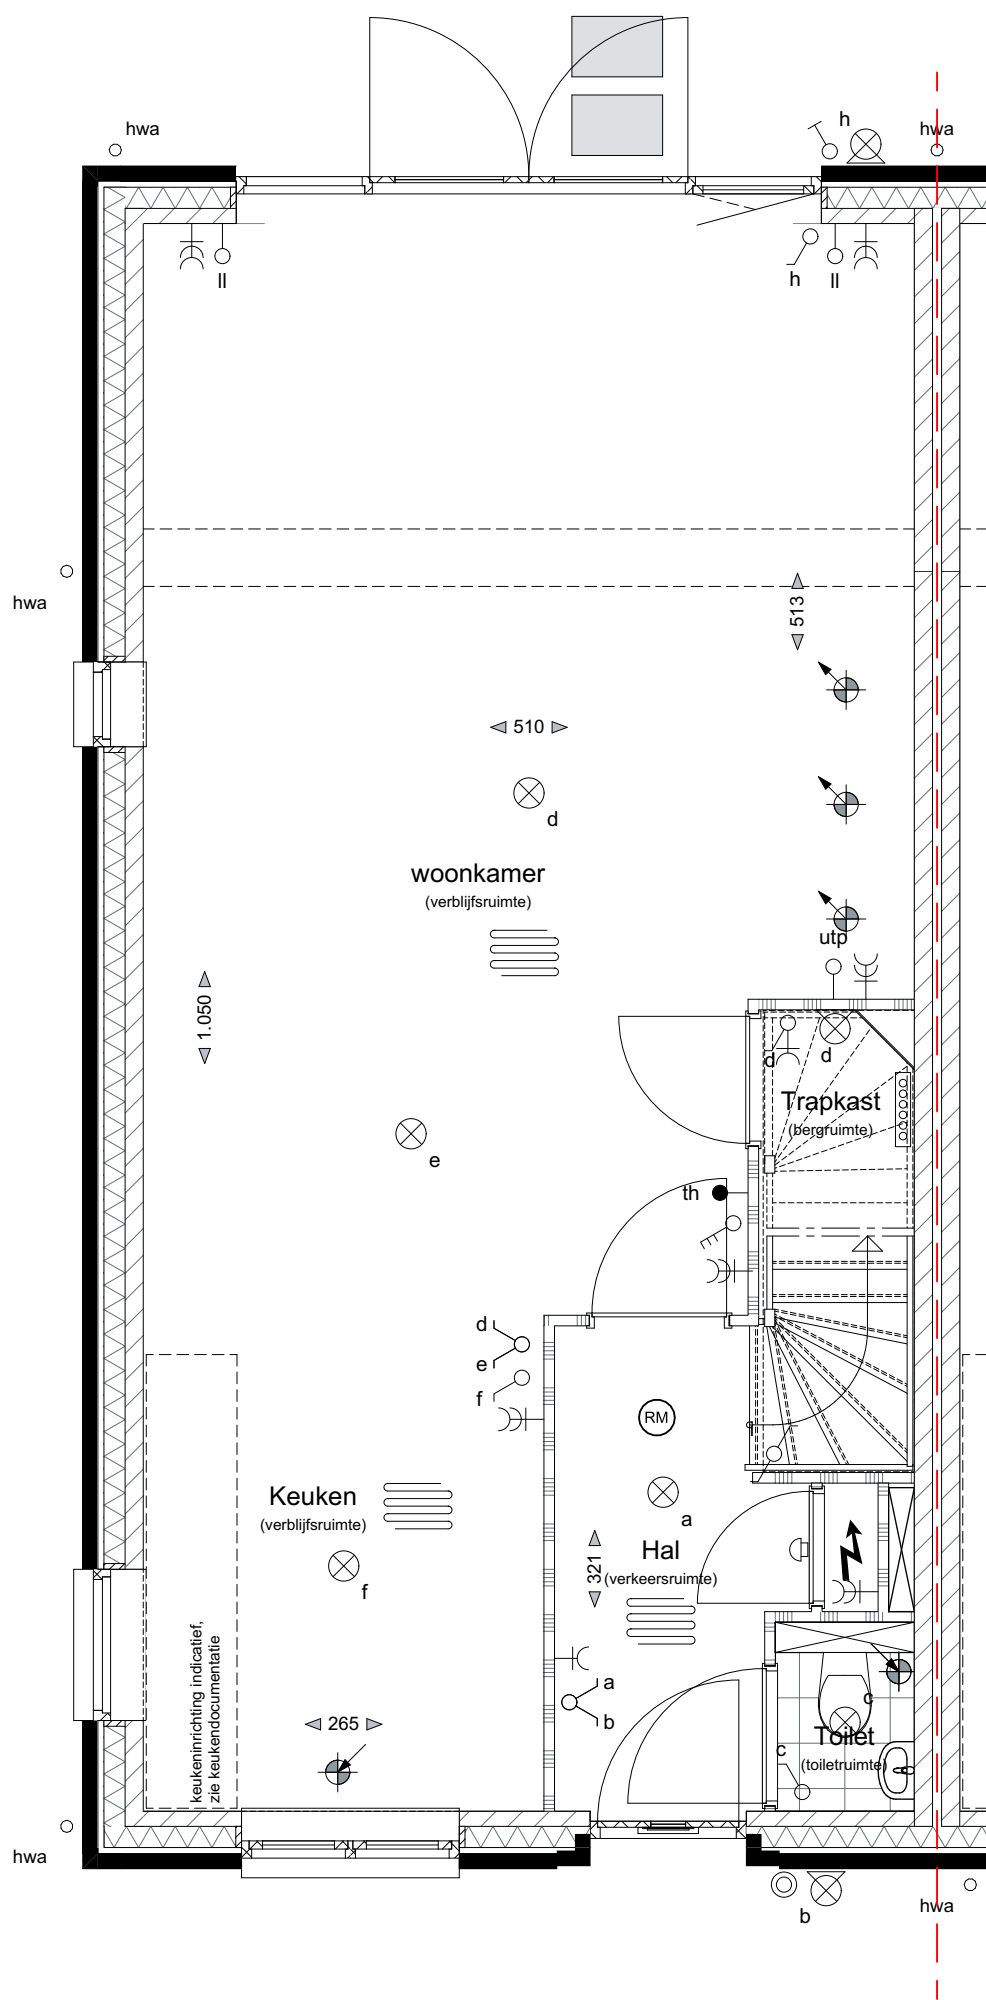 hwa
h
hwa
ll
h
ll
513
hwa
510
d
woonkamer
(verblijfsruimte)
utp
1.050
d
d
Trapkast
(bergruimte)
e
th
d
e
f
RM
Keuken
(verblijfsruimte)
a
Hal
(verkeersruimte)
321
f
keukeninrichting indicatief,
zie keukendocumentatie
a
b
c
265
Toilet
c
(toiletruimte)
hwa
b
hwa